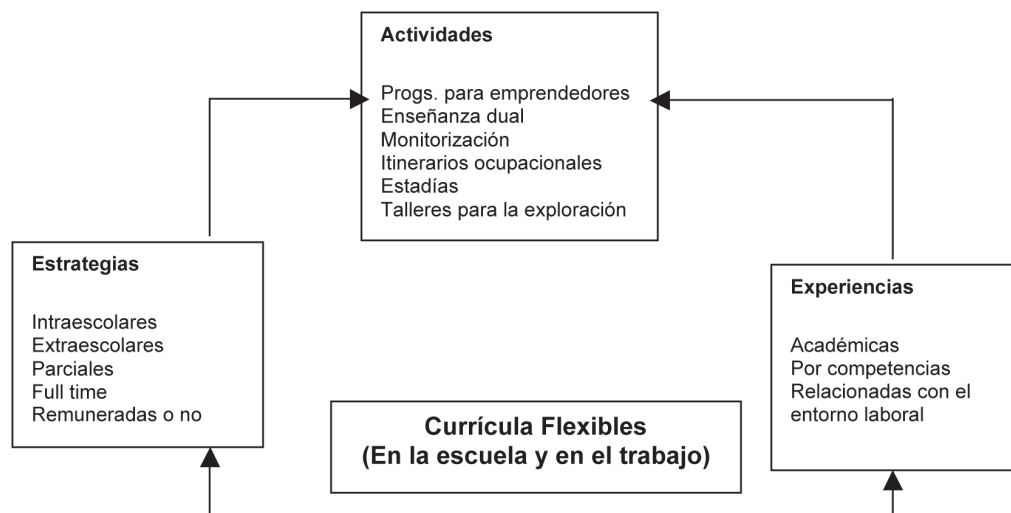 Actividades
Progs. para emprendedores
Enseñanza dual
Monitorización
Itinerarios ocupacionales
Estadías
Talleres para la exploración
Estrategias
Intraescolares
Extraescolares
Parciales
Full time
Remuneradas o no
Experiencias
Académicas
Por competencias
Relacionadas con el
entorno laboral
Currícula Flexibles
(En la escuela y en el trabajo)